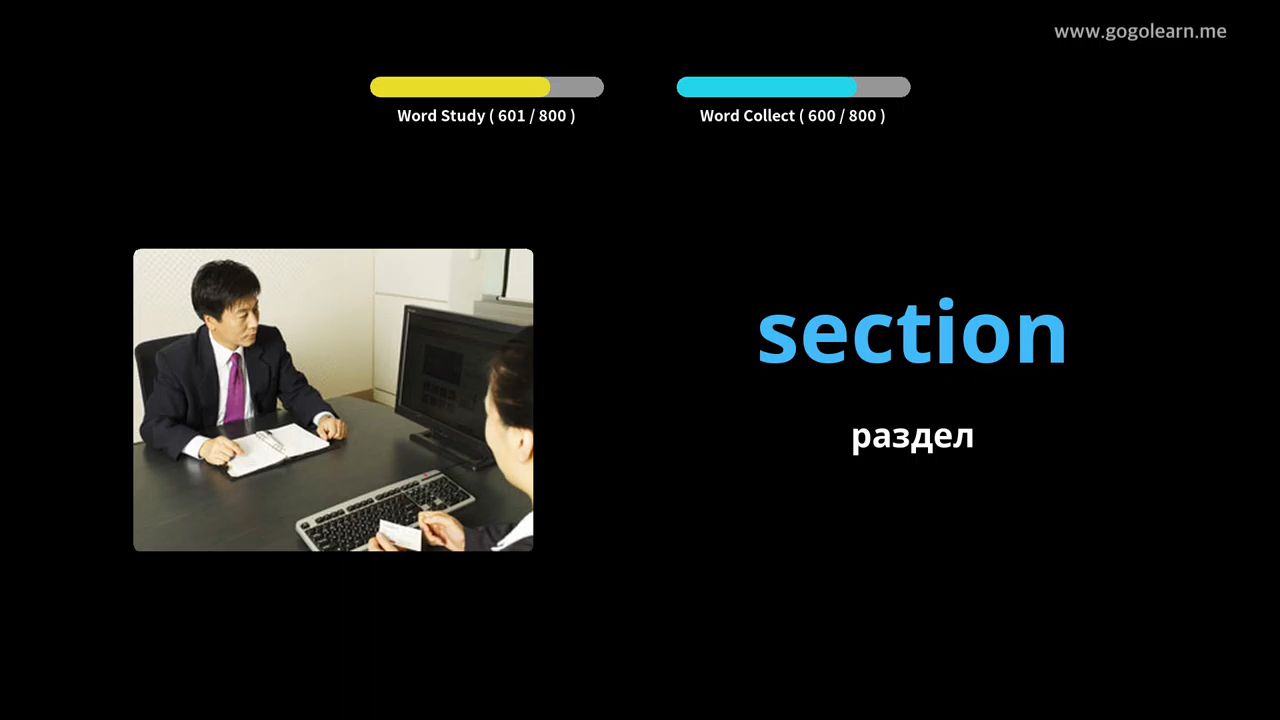 www.gogolearn.me
Word Study ( 601 / 800 )
Word Collect ( 600 / 800 )
section
раздел